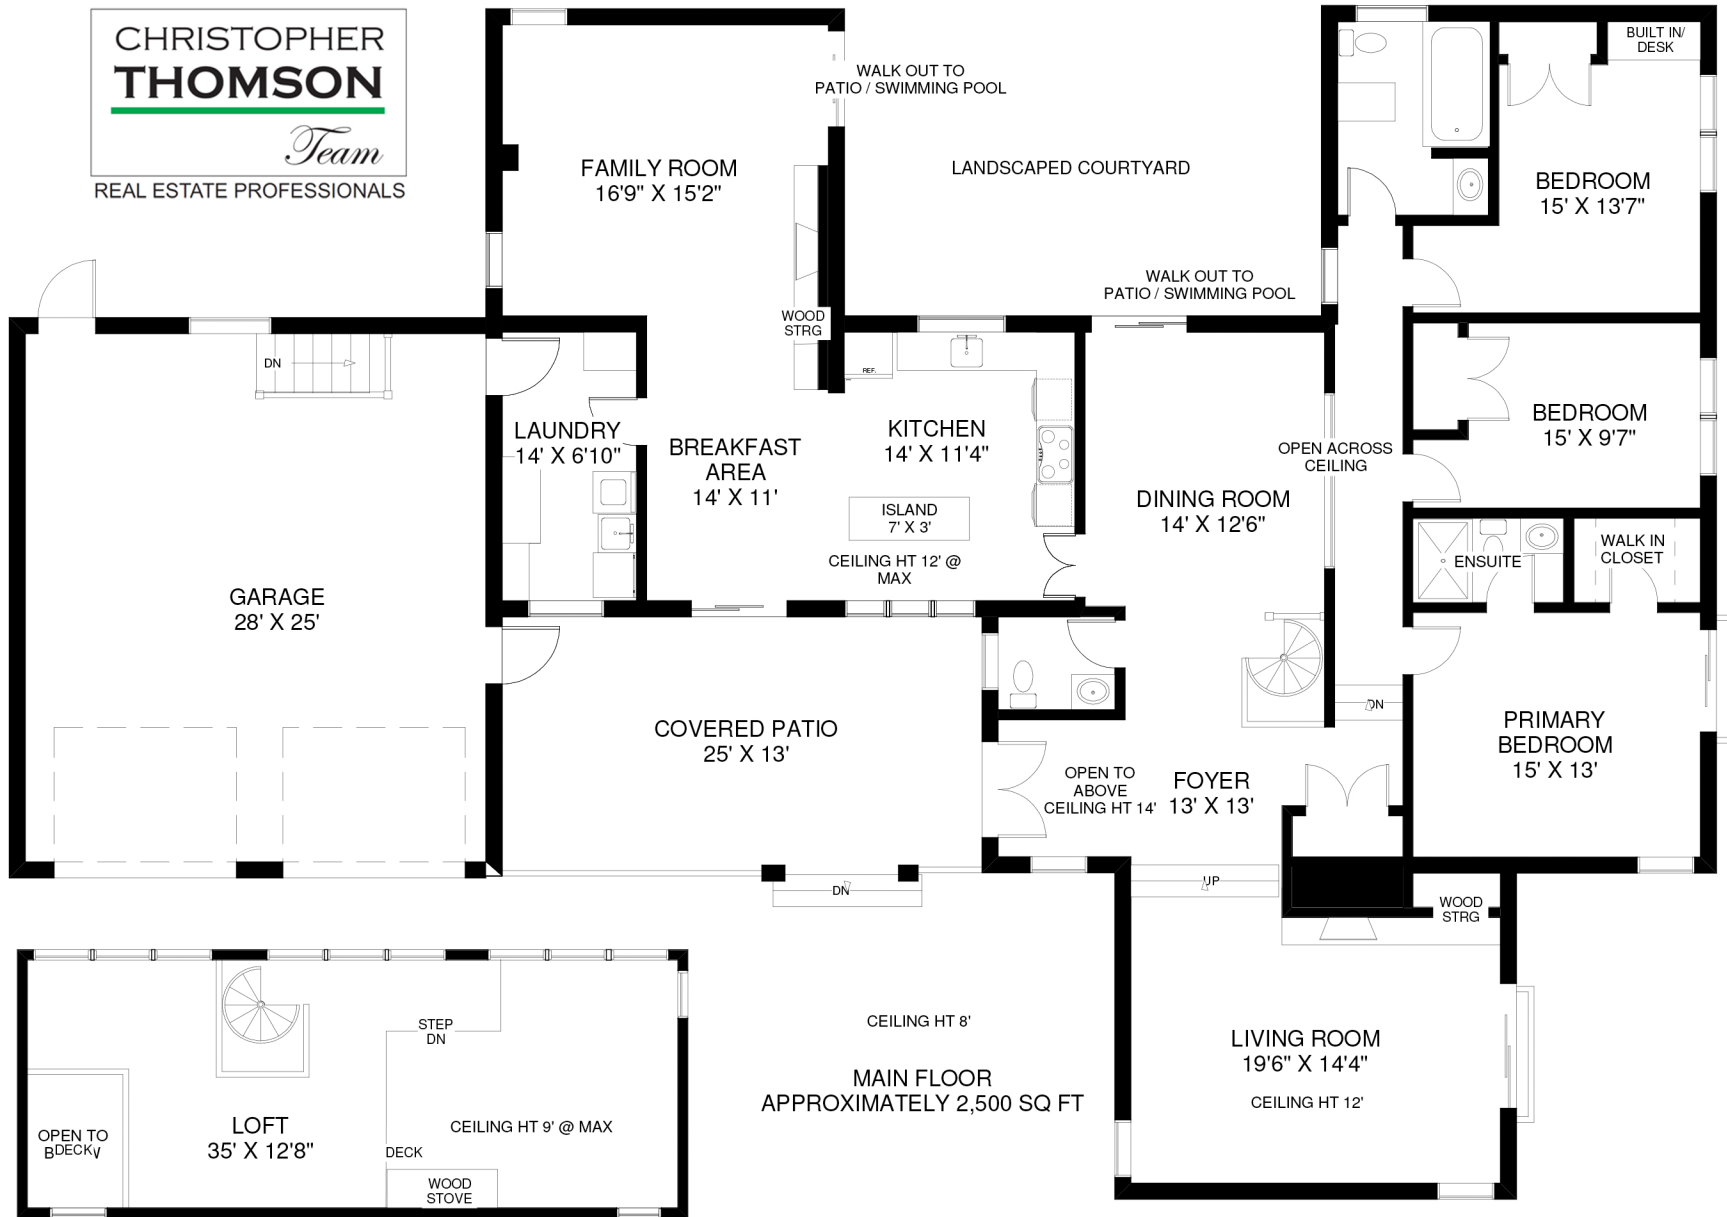 CHRISTOPHER
THOMSON
Team
REAL ESTATE PROFESSIONALS
FAMILY ROOM
16'9" X 15'2"
WALK OUT TO
PATIO / SWIMMING POOL
LANDSCAPED COURTYARD
WALK OUT TO
PATIO / SWIMMING POOL
BUILT IN/
DESK
BEDROOM
15' X 13'7"
WOOD
STRG
DN
LAUNDRY
14' X 6'10"
BREAKFAST
AREA
14' X 11'
REF.
KITCHEN
14' X 11'4"
ISLAND
7' X 3'
CEILING HT 12' @
MAX
DINING ROOM
14' X 12'6"
OPEN ACROSS
CEILING
BEDROOM
15' X 9'7"
ENSUITE
WALK IN
CLOSET
GARAGE
28' X 25'
COVERED PATIO
25' X 13'
DN
OPEN TO
ABOVE
CEILING HT 14'
FOYER
13' X 13'
DN
PRIMARY
BEDROOM
15' X 13'
UP
WOOD
STRG
LIVING ROOM
19'6" X 14'4"
CEILING HT 12'
CEILING HT 8'
MAIN FLOOR
APPROXIMATELY 2,500 SQ FT
STEP
DN
LOFT
35' X 12'8"
CEILING HT 9' @ MAX
OPEN TO
DECK
DECK
WOOD
STOVE